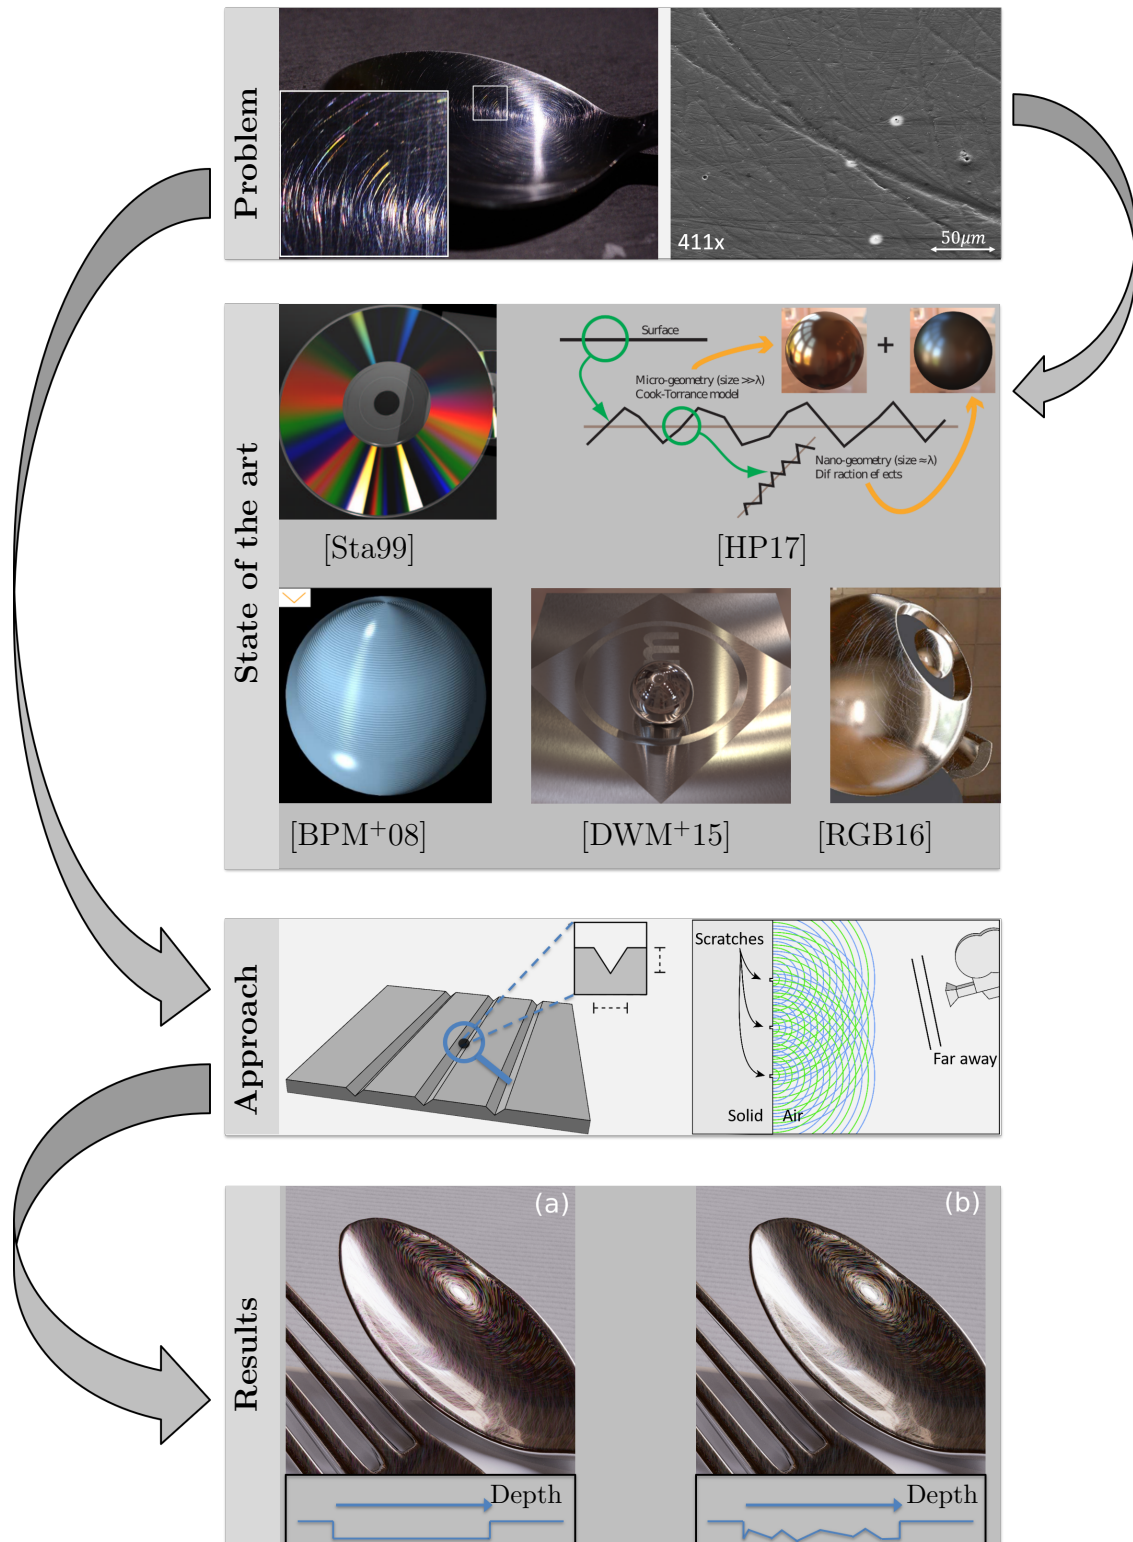 Problem
411x
50μm
State of the art
Surface
Micro-geometry (size >>λ)
Cook-Torrance model
+
Nano-geometry (size ≈ λ)
Dif raction ef ects
[Sta99]
[HP17]
m
[BPM+08]
[DWM+15]
[RGB16]
Approach
Scratches
Far away
Solid
Air
Results
(a)
(b)
Depth
Depth